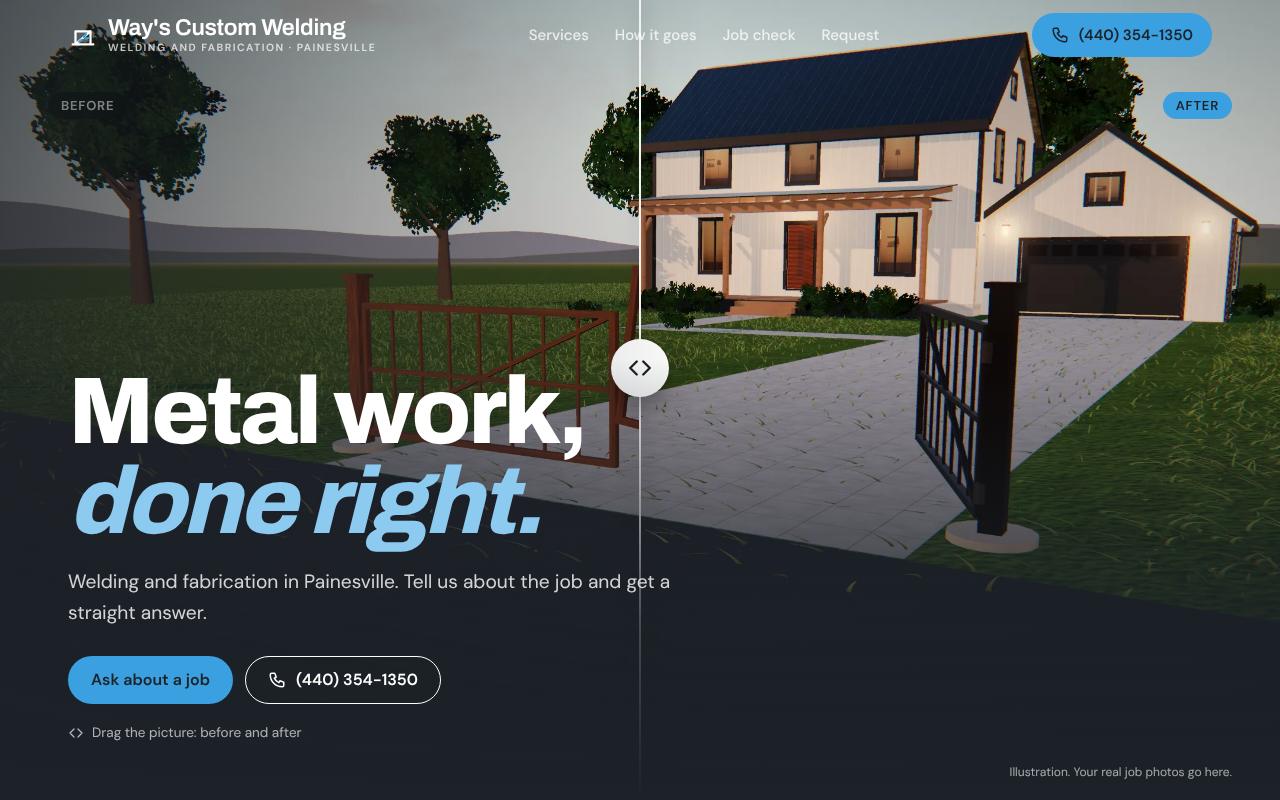 Way's Custom Welding
WELDING AND FABRICATION · PAINESVILLE
Services
How it goes
Job check
Request
(440) 354-1350
BEFORE
AFTER
Metal work,
done right.
Welding and fabrication in Painesville. Tell us about the job and get a
straight answer.
Ask about a job
(440) 354-1350
Drag the picture: before and after
Illustration. Your real job photos go here.